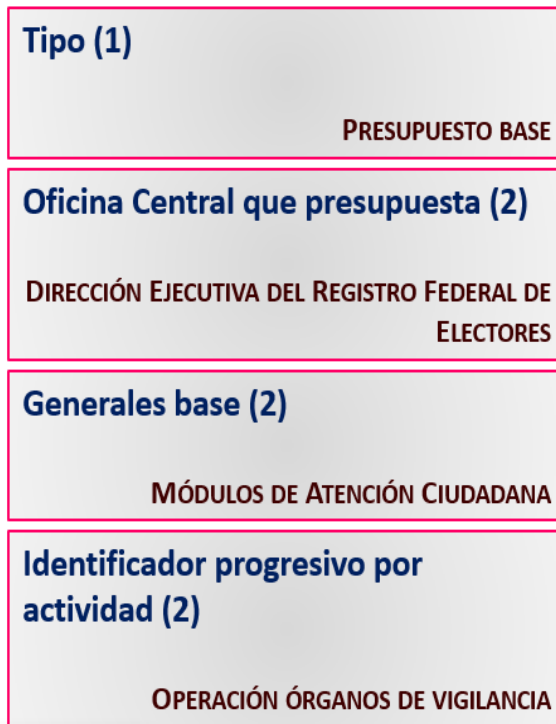 Tipo (1)
PRESUPUESTO BASE
Oficina Central que presupuesta (2)
DIRECCIÓN EJECUTIVA DEL REGISTRO FEDERAL DE
ELECTORES
Generales base (2)
MÓDULOS DE ATENCIÓN CIUDADANA
Identificador progresivo por
actividad (2)
OPERACIÓN ÓRGANOS DE VIGILANCIA